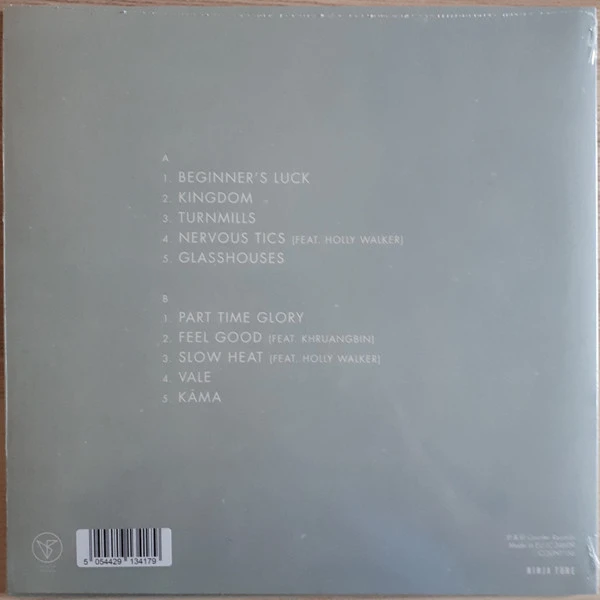 A
1. BEGINNER'S LUCK
2. KINGDOM
3. TURNMILLS
4. NERVOUS TICS (FEAT. HOLLY WALKER)
5. GLASSHOUSES
B
1. PART TIME GLORY
2. FEEL GOOD (FEAT. KHRUANGBIN)
3. SLOW HEAT (FEAT. HOLLY WALKER)
4. VALE
5. KĀMA
5 054429 134179
NINJA TUNE